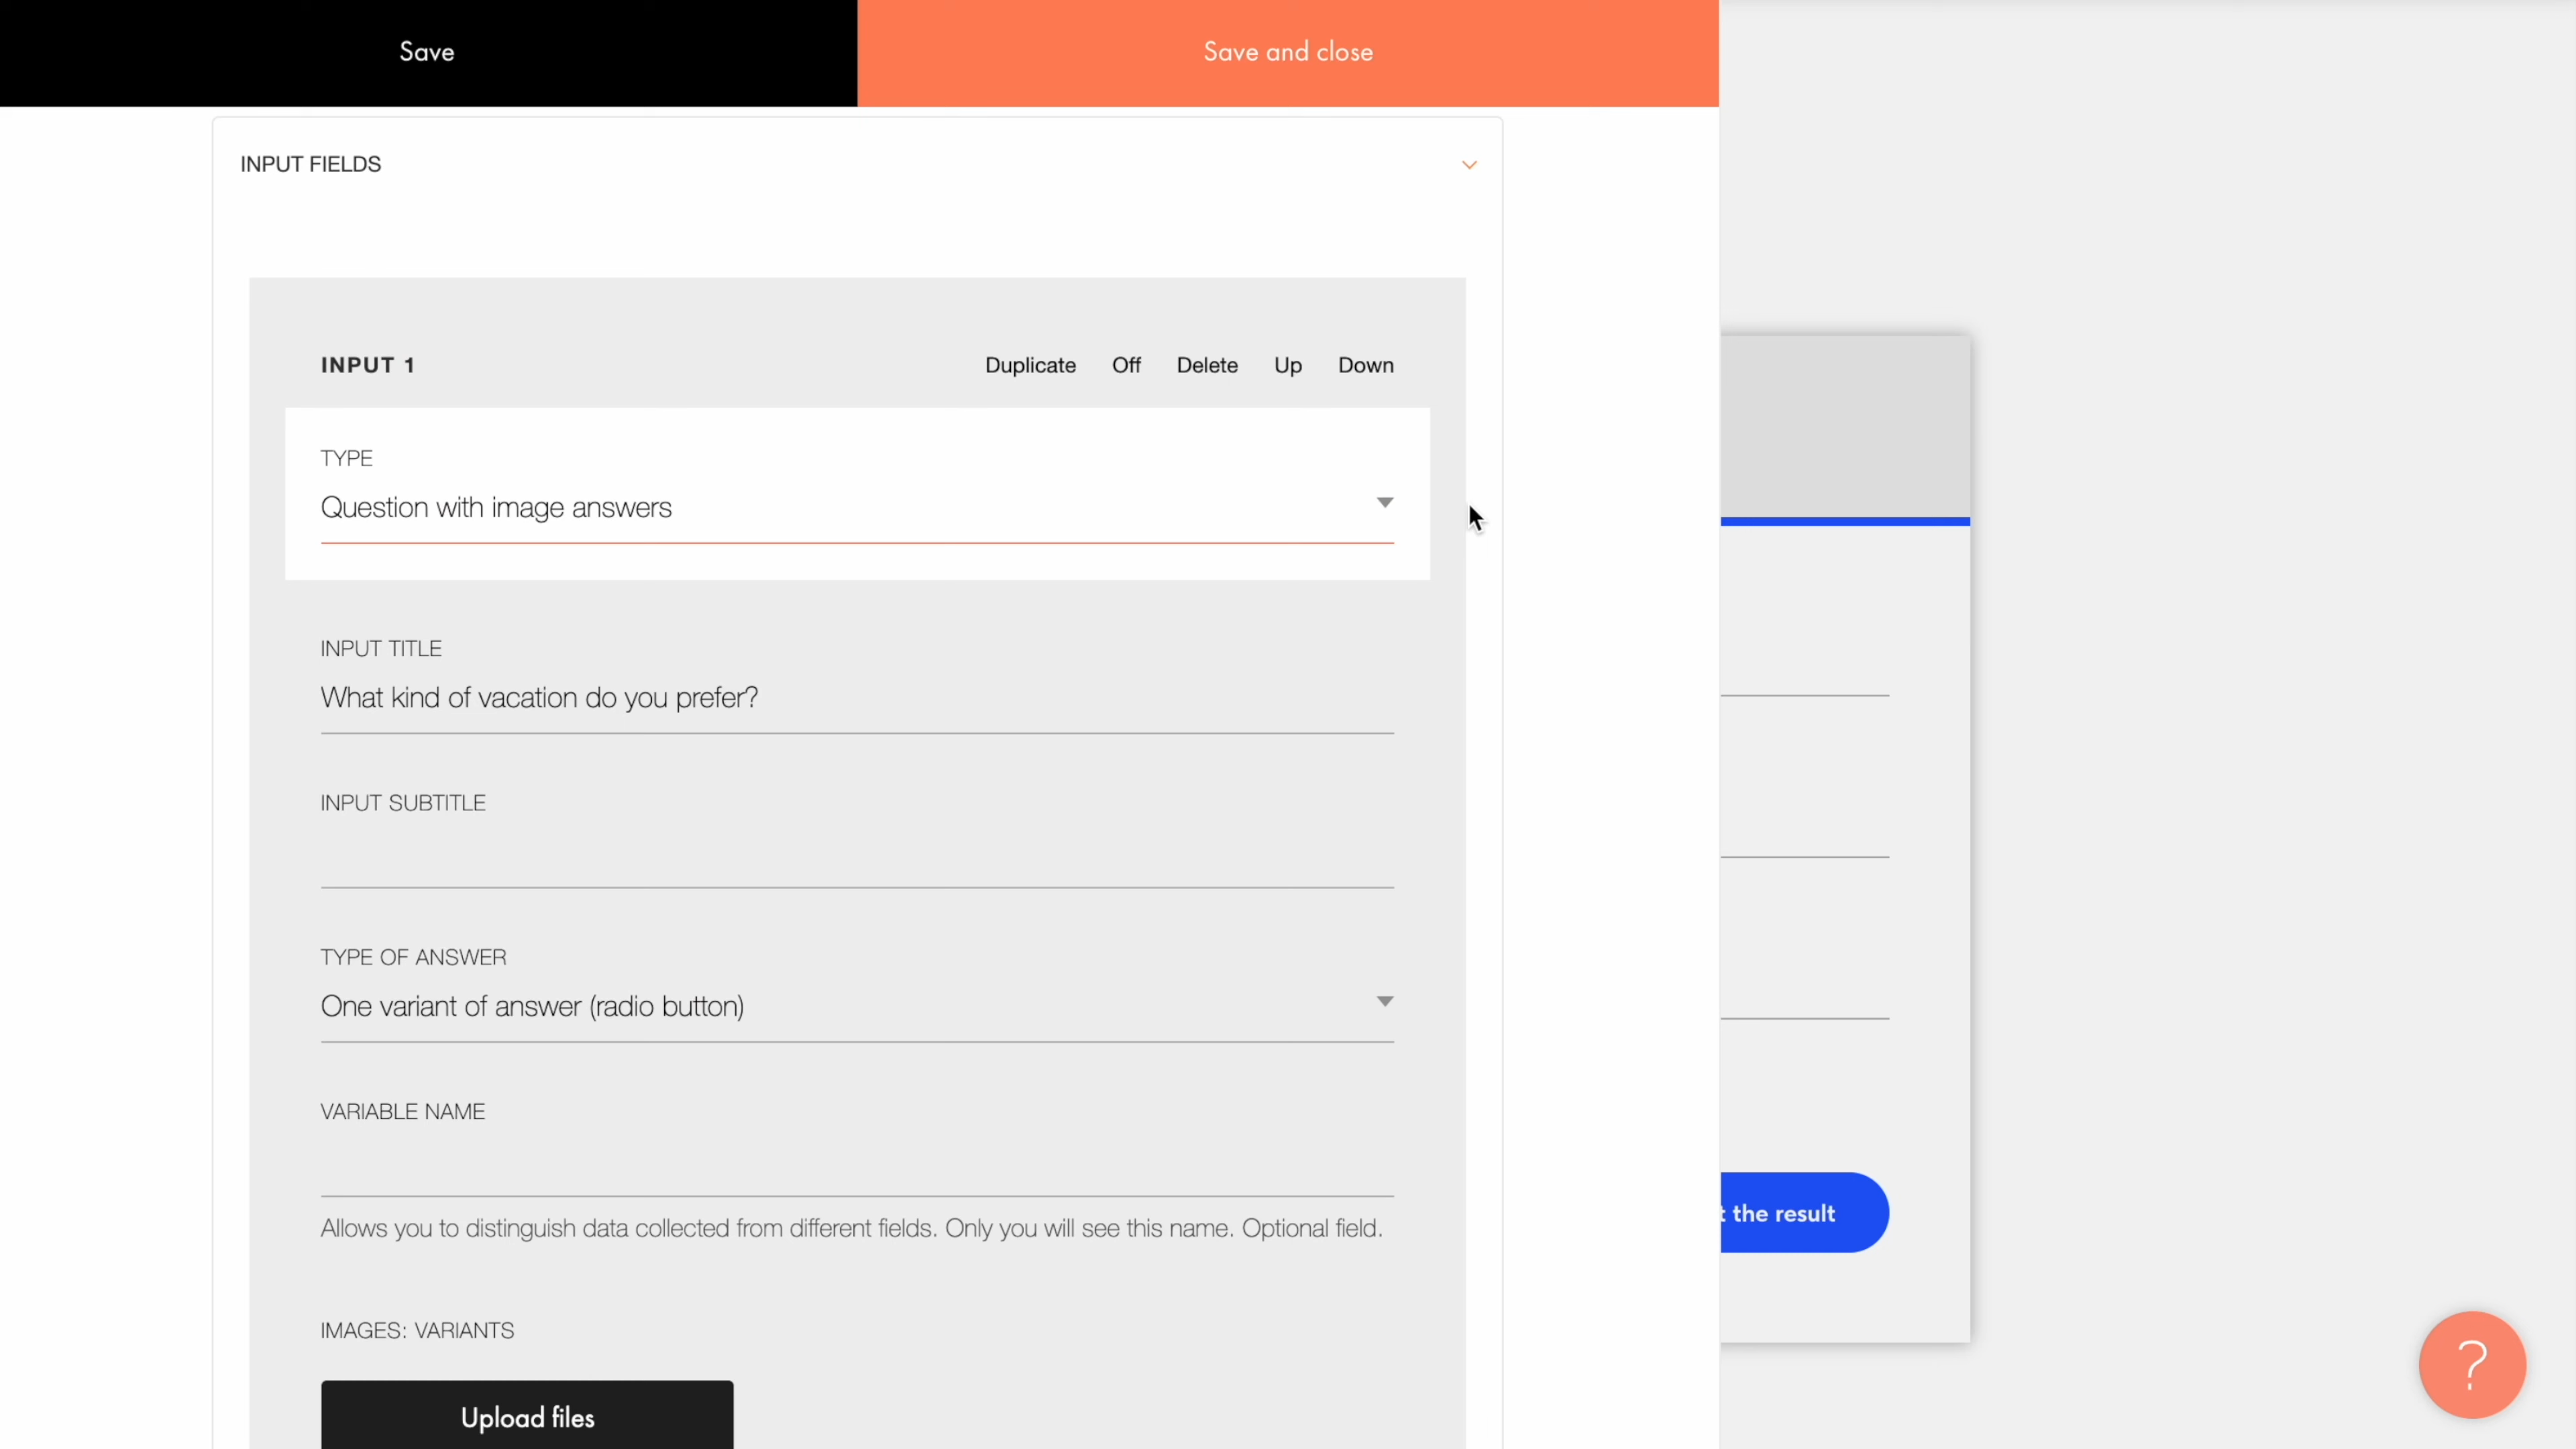 Save
Save and close
INPUT FIELDS
INPUT 1
Duplicate Off Delete Up Down
TYPE
Question with image answers
INPUT TITLE
What kind of vacation do you prefer?
INPUT SUBTITLE
TYPE OF ANSWER
One variant of answer (radio button)
VARIABLE NAME
Allows you to distinguish data collected from different fields. Only you will see this name. Optional field.
t the result
IMAGES: VARIANTS
Upload files
?